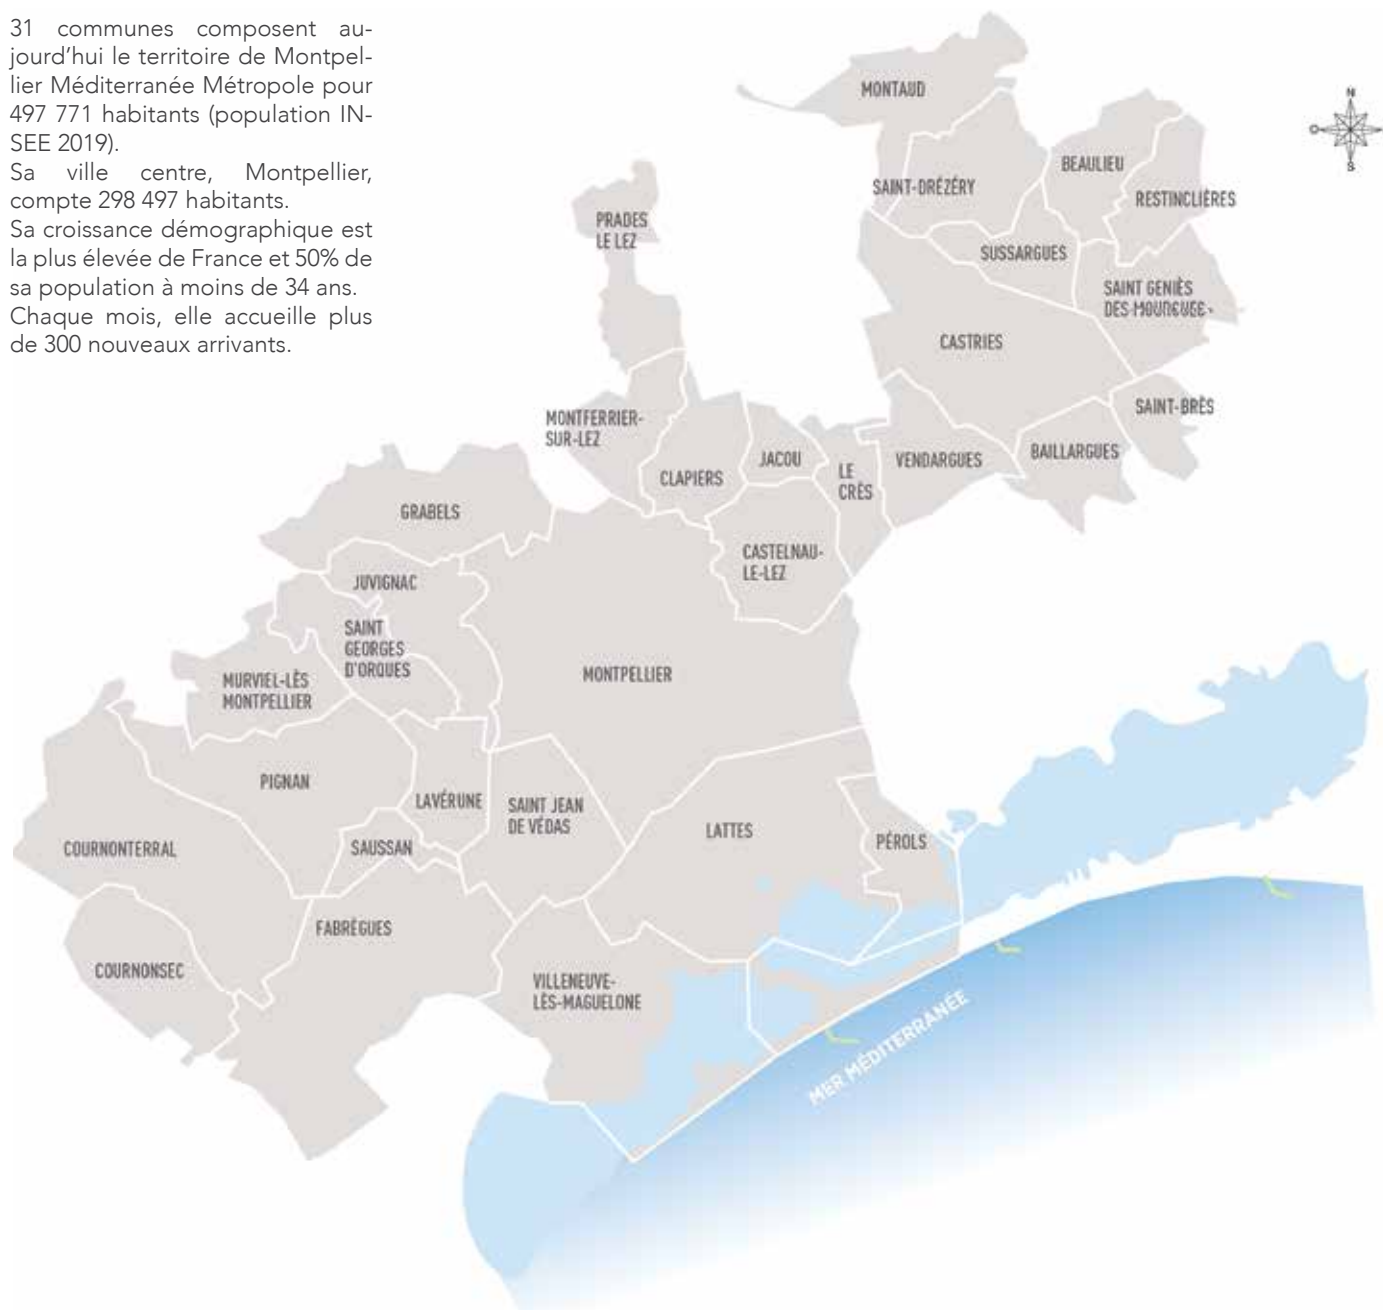 31 communes composent au-
jourd’hui le territoire de Montpel-
lier Méditerranée Métropole pour
497 771 habitants (population IN-
SEE 2019).
Sa ville centre, Montpellier,
compte 298 497 habitants.
Sa croissance démographique est
la plus élevée de France et 50% de
sa population à moins de 34 ans.
Chaque mois, elle accueille plus
de 300 nouveaux arrivants.
MONTAUD
N
O
S
BEAULIEU
SAINT-DRÉZÉRY
RESTINCLIÈRES
PRADES
LE LEZ
SUSSARGUES
SAINT GENIÈS
DES
CASTRIES
SAINT-BRÈS
MONTFERRIER-
SUR-LEZ
BAILLARGUES
JACOU
VENDARGUES
CLAPIERS
LE
CRÈS
GRABELS
CASTELNAU-
LE-LEZ
JUVIGNAC
SAINT
GEORGES
D'ORQUES
MURVIEL-LÈS
MONTPELLIER
MONTPELLIER
PIGNAN
LAVÉRUNE
SAINT JEAN
DE VÉDAS
LATTES
PÉROLS
COURNONTERRAL
SAUSSAN
FABRÈGUES
COURNONSEC
VILLENEUVE-
LÈS-MAGUELONE
MER MÉDITERRANÉE